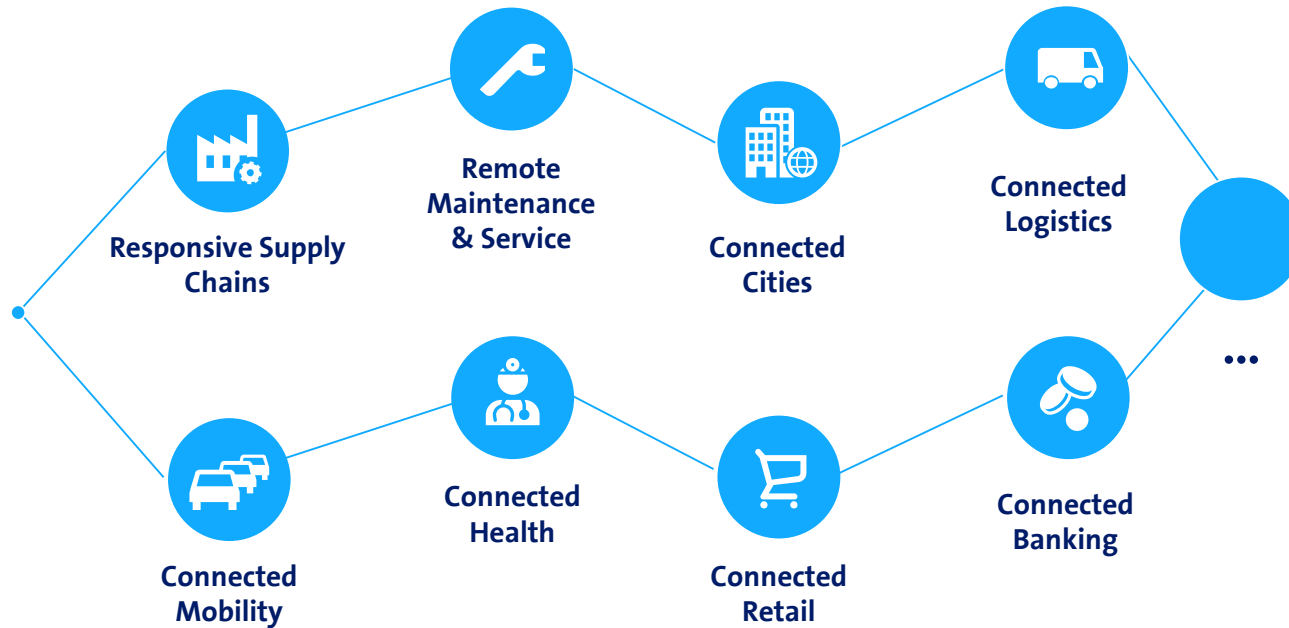 Responsive Supply
Chains
Remote
Maintenance
& Service
Connected
Cities
Connected
Logistics
...
Connected
Mobility
Connected
Health
Connected
Retail
Connected
Banking